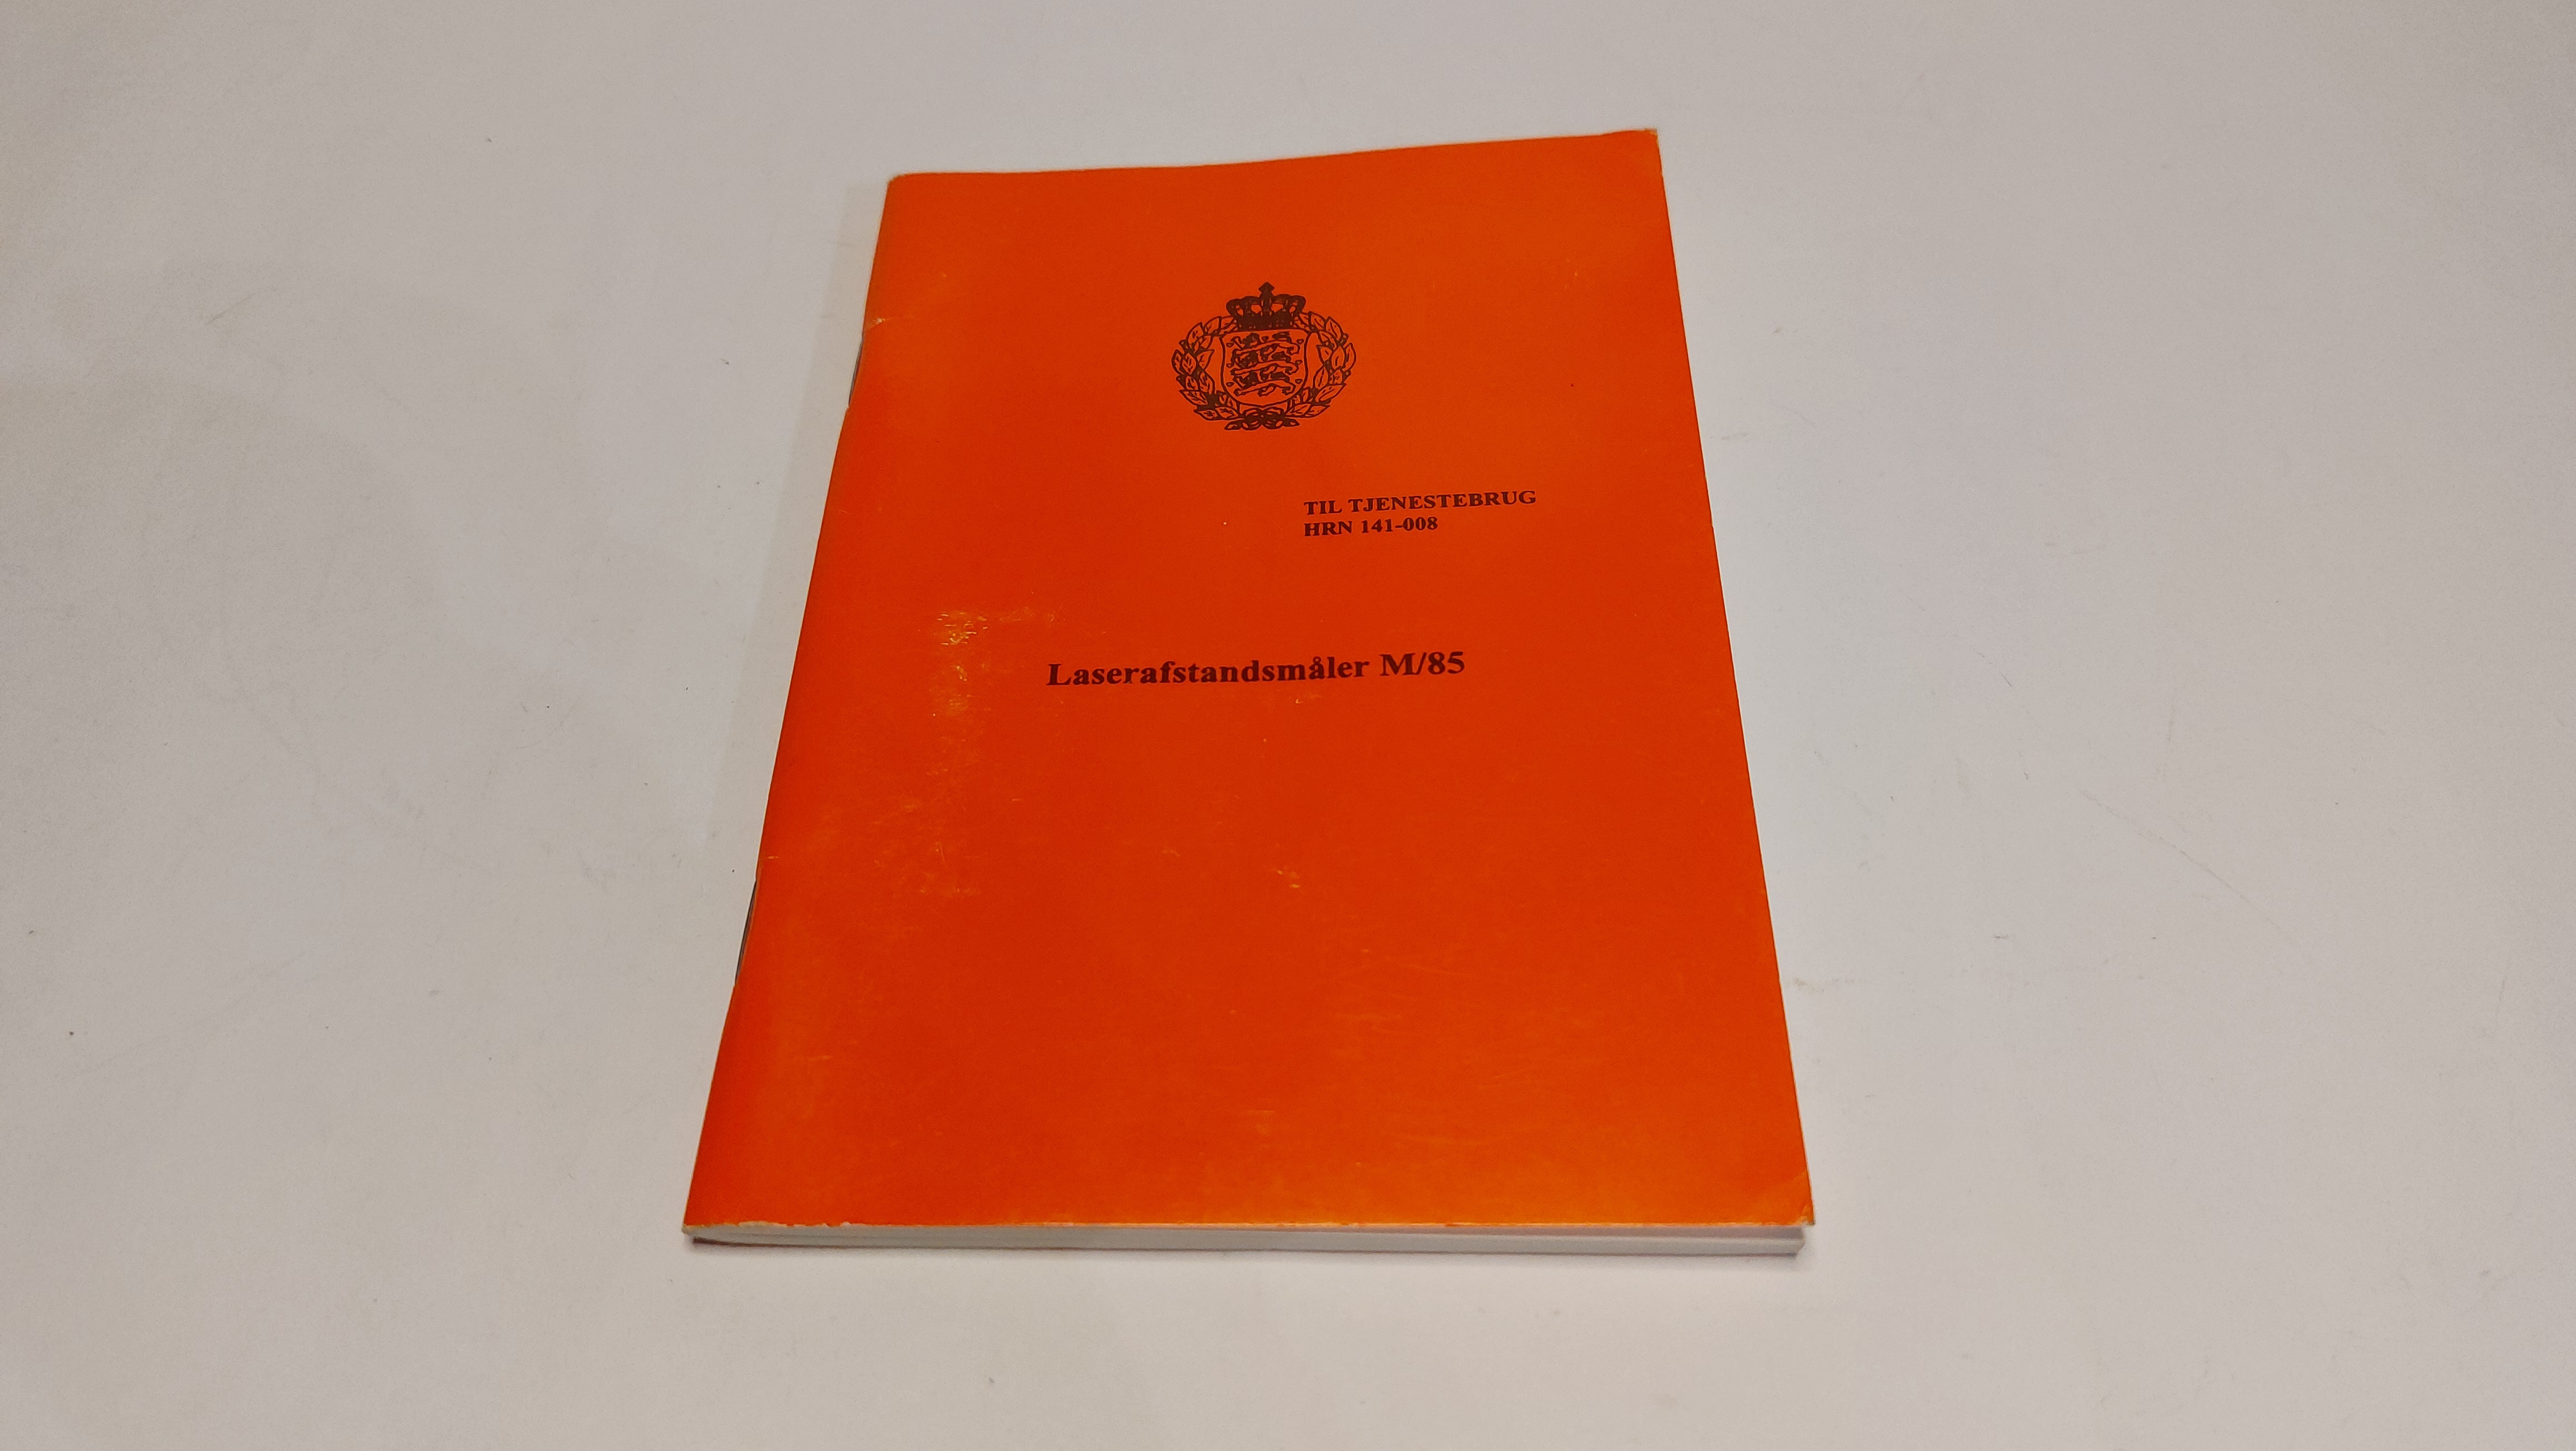 TIL TJENESTEBRUG
HRN 141-008
Laserafstandsmåler M/85